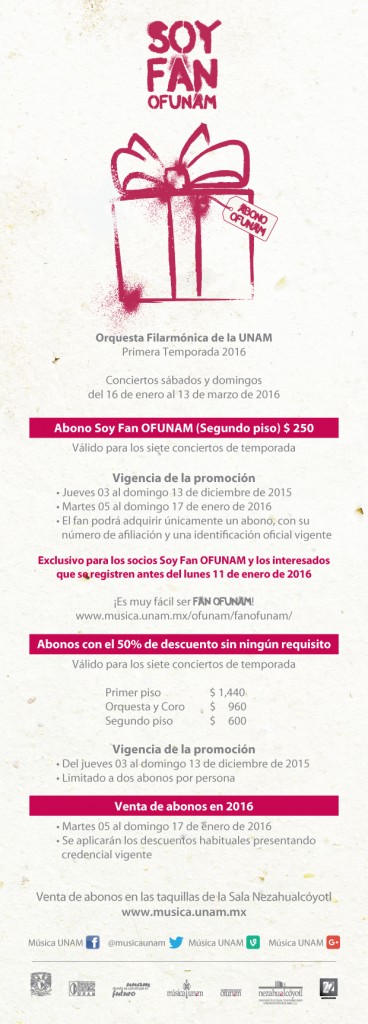 SOY
FAN
OFUNAM
ABONO
OFUNAM
Orquesta Filarmónica de la UNAM
Primera Temporada 2016
Conciertos sábados y domingos
del 16 de enero al 13 de marzo de 2016
Abono Soy Fan OFUNAM (Segundo piso) $ 250
Válido para los siete conciertos de temporada
Vigencia de la promoción
• Jueves 03 al domingo 13 de diciembre de 2015
• Martes 05 al domingo 17 de enero de 2016
• El fan podrá adquirir únicamente un abono, con su
número de afiliación y una identificación oficial vigente
Exclusivo para los socios Soy Fan OFUNAM y los interesados
que se registren antes del lunes 11 de enero de 2016
¡Es muy fácil ser FAN OFUNAM!
www.musica.unam.mx/ofunam/fanofunam/
Abonos con el 50% de descuento sin ningún requisito
Válido para los siete conciertos de temporada
Primer piso $ 1,440
Orquesta y Coro $ 960
Segundo piso $ 600
Vigencia de la promoción
• Del jueves 03 al domingo 13 de diciembre de 2015
• Limitado a dos abonos por persona
Venta de abonos en 2016
• Martes 05 al domingo 17 de enero de 2016
• Se aplicarán los descuentos habituales presentando
credencial vigente
Venta de abonos en las taquillas de la Sala Nezahualcóyotl
www.musica.unam.mx
Música UNAM @musicaunam Música UNAM Música UNAM
unam
futuro
músicaunam
ofunam
nezahualcóyotl